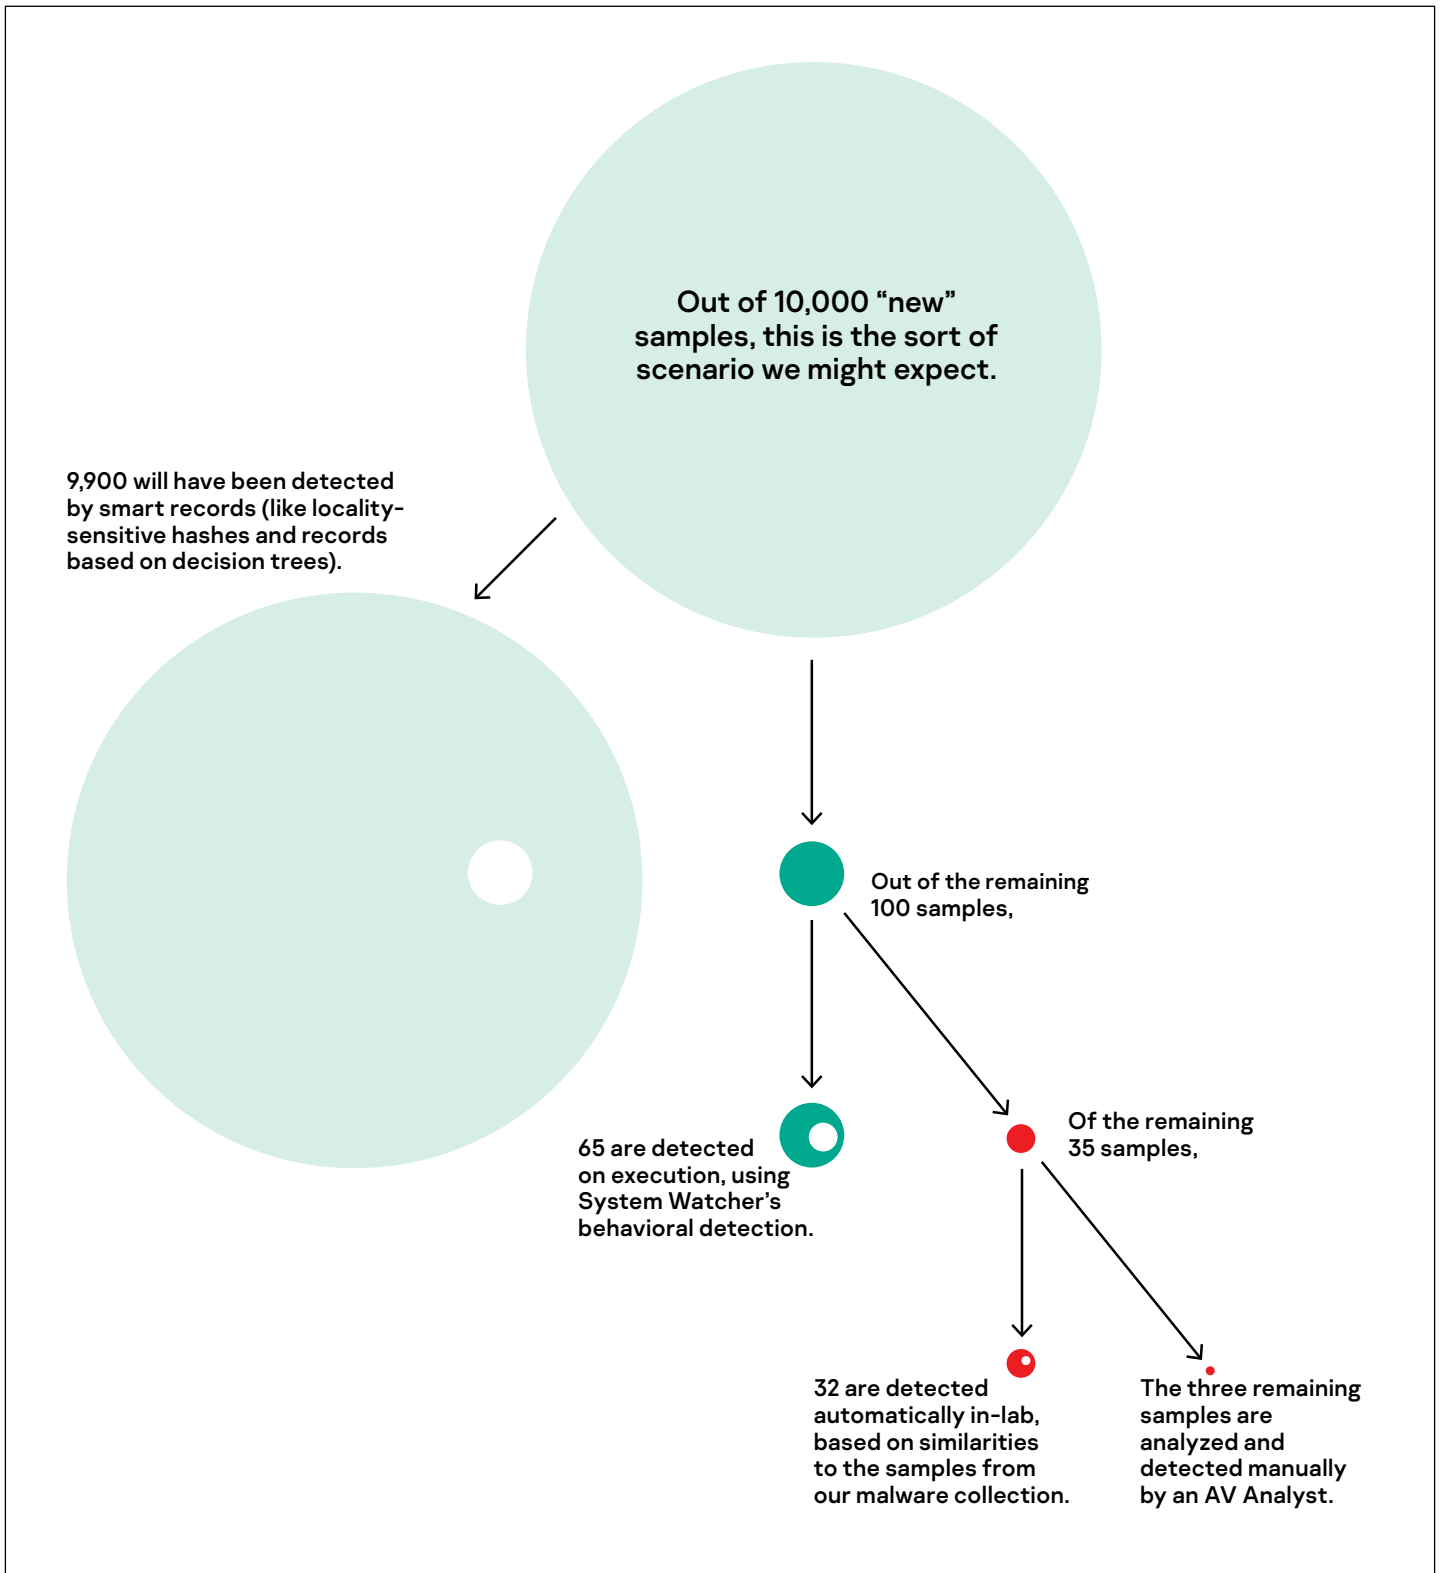 Out of 10,000 “new”
samples, this is the sort of
scenario we might expect.
9,900 will have been detected
by smart records (like locality-
sensitive hashes and records
based on decision trees).
Out of the remaining
100 samples,
65 are detected
on execution, using
System Watcher’s
behavioral detection.
Of the remaining
35 samples,
32 are detected
automatically in-lab,
based on similarities
to the samples from
our malware collection.
The three remaining
samples are
analyzed and
detected manually
by an AV Analyst.